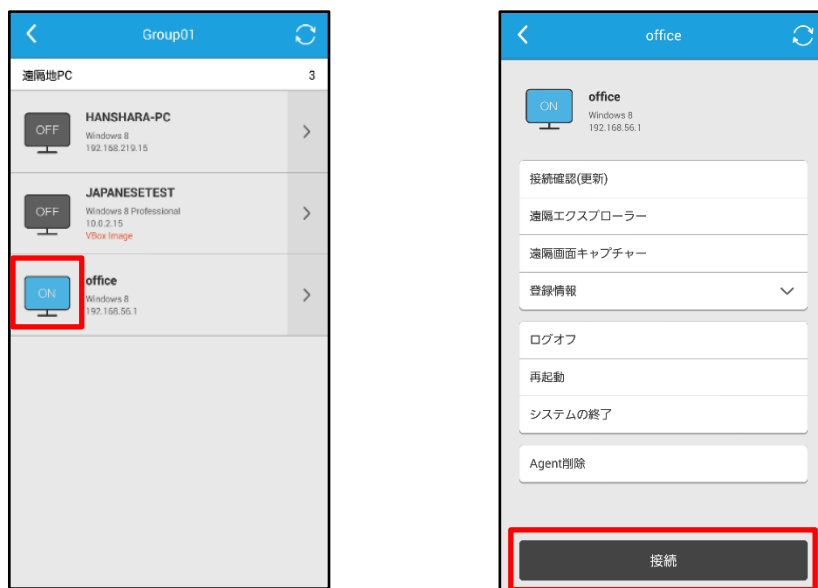 Group01
遠隔地PC 3
OFF
HANSHARA-PC
Windows 8
192.168.219.15
OFF
JAPANESETEST
Windows 8 Professional
10.0.2.15
VBox Image
ON
office
Windows 8
192.168.56.1
office
ON
office
Windows 8
192.168.56.1
接続確認(更新)
遠隔エクスプローラー
遠隔画面キャプチャー
登録情報
ログオフ
再起動
システムの終了
Agent削除
接続